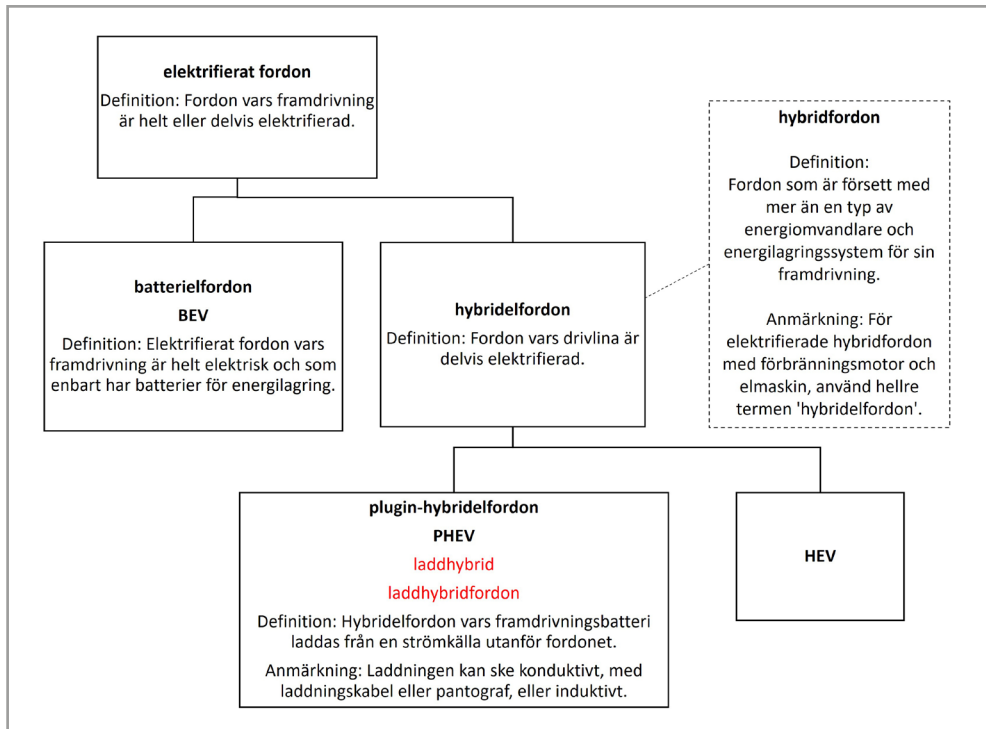 elektrifierat fordon
Definition: Fordon vars framdrivning
är helt eller delvis elektrifierad.
hybridfordon
Definition:
Fordon som är försett med
mer än en typ av
energiomvandlare och
energilagringssystem för sin
framdrivning.
Anmärkning: För
elektrifierade hybridfordon
med förbränningsmotor och
elmaskin, använd hellre
termen 'hybridelfordon'.
batterielfordon
BEV
Definition: Elektrifierat fordon vars
framdrivning är helt elektrisk och som
enbart har batterier för energilagring.
hybridelfordon
Definition: Fordon vars drivlina är
delvis elektrifierad.
plugin-hybridelfordon
PHEV
laddhybrid
laddhybridfordon
Definition: Hybridelfordon vars framdrivningsbatteri
laddas från en strömkälla utanför fordonet.
Anmärkning: Laddningen kan ske konduktivt, med
laddningskabel eller pantograf, eller induktivt.
HEV